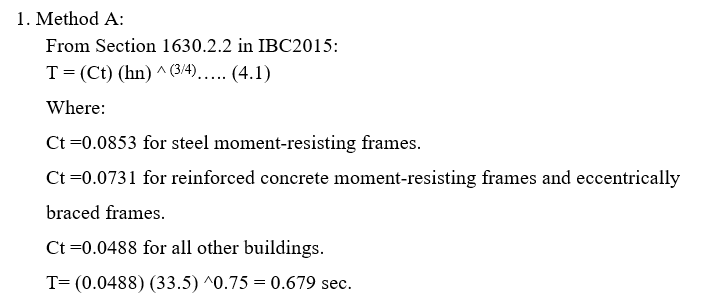 1. Method A:
From Section 1630.2.2 in IBC2015:
T = (Ct) (hn) ^ (3/4)….. (4.1)
Where:
Ct =0.0853 for steel moment-resisting frames.
Ct =0.0731 for reinforced concrete moment-resisting frames and eccentrically
braced frames.
Ct =0.0488 for all other buildings.
T= (0.0488) (33.5) ^0.75 = 0.679 sec.